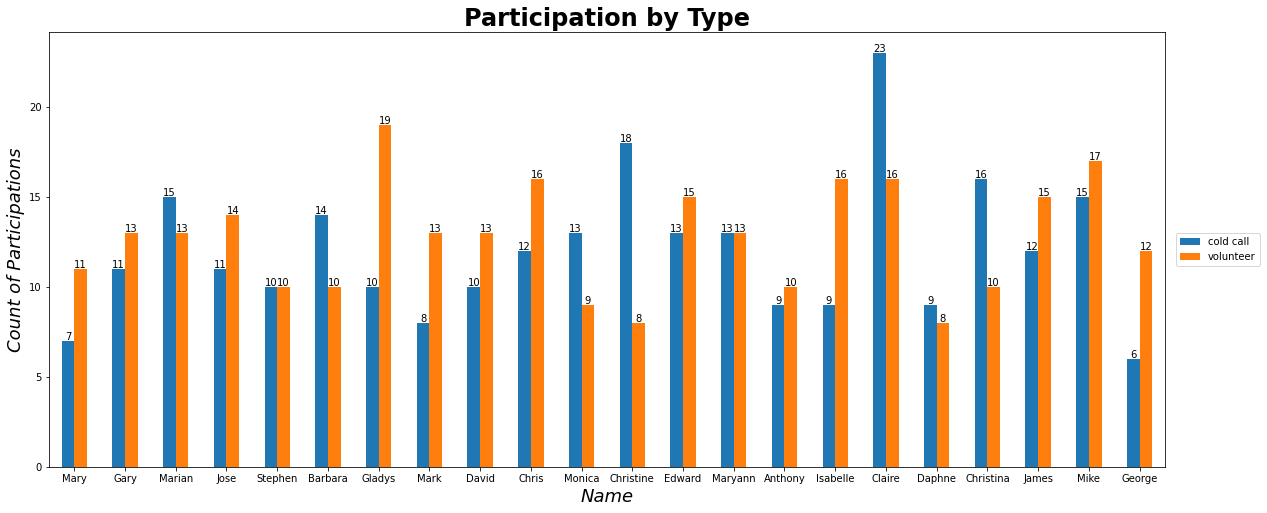 Participation by Type
Count of Participations
20
15
10
5
0
7 11 11 13 15 13 11 14 10 10 14 10 10 19 8 13 10 13 12 16 13 9 18 8 13 15 13 13 9 10 9 16 23 16 9 8 16 10 12 15 15 17 6 12
Mary Gary Marian Jose Stephen Barbara Gladys Mark David Chris Monica Christine Edward Maryann Anthony Isabelle Claire Daphne Christina James Mike George
Name
cold call
volunteer